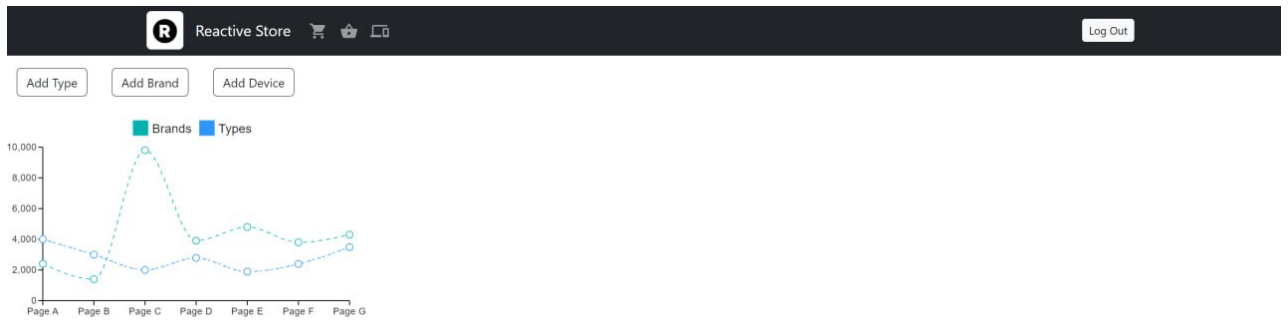 R Reactive Store Log Out
Add Type Add Brand Add Device
Brands Types
10,000
8,000
6,000
4,000
2,000
0
Page A Page B Page C Page D Page E Page F Page G